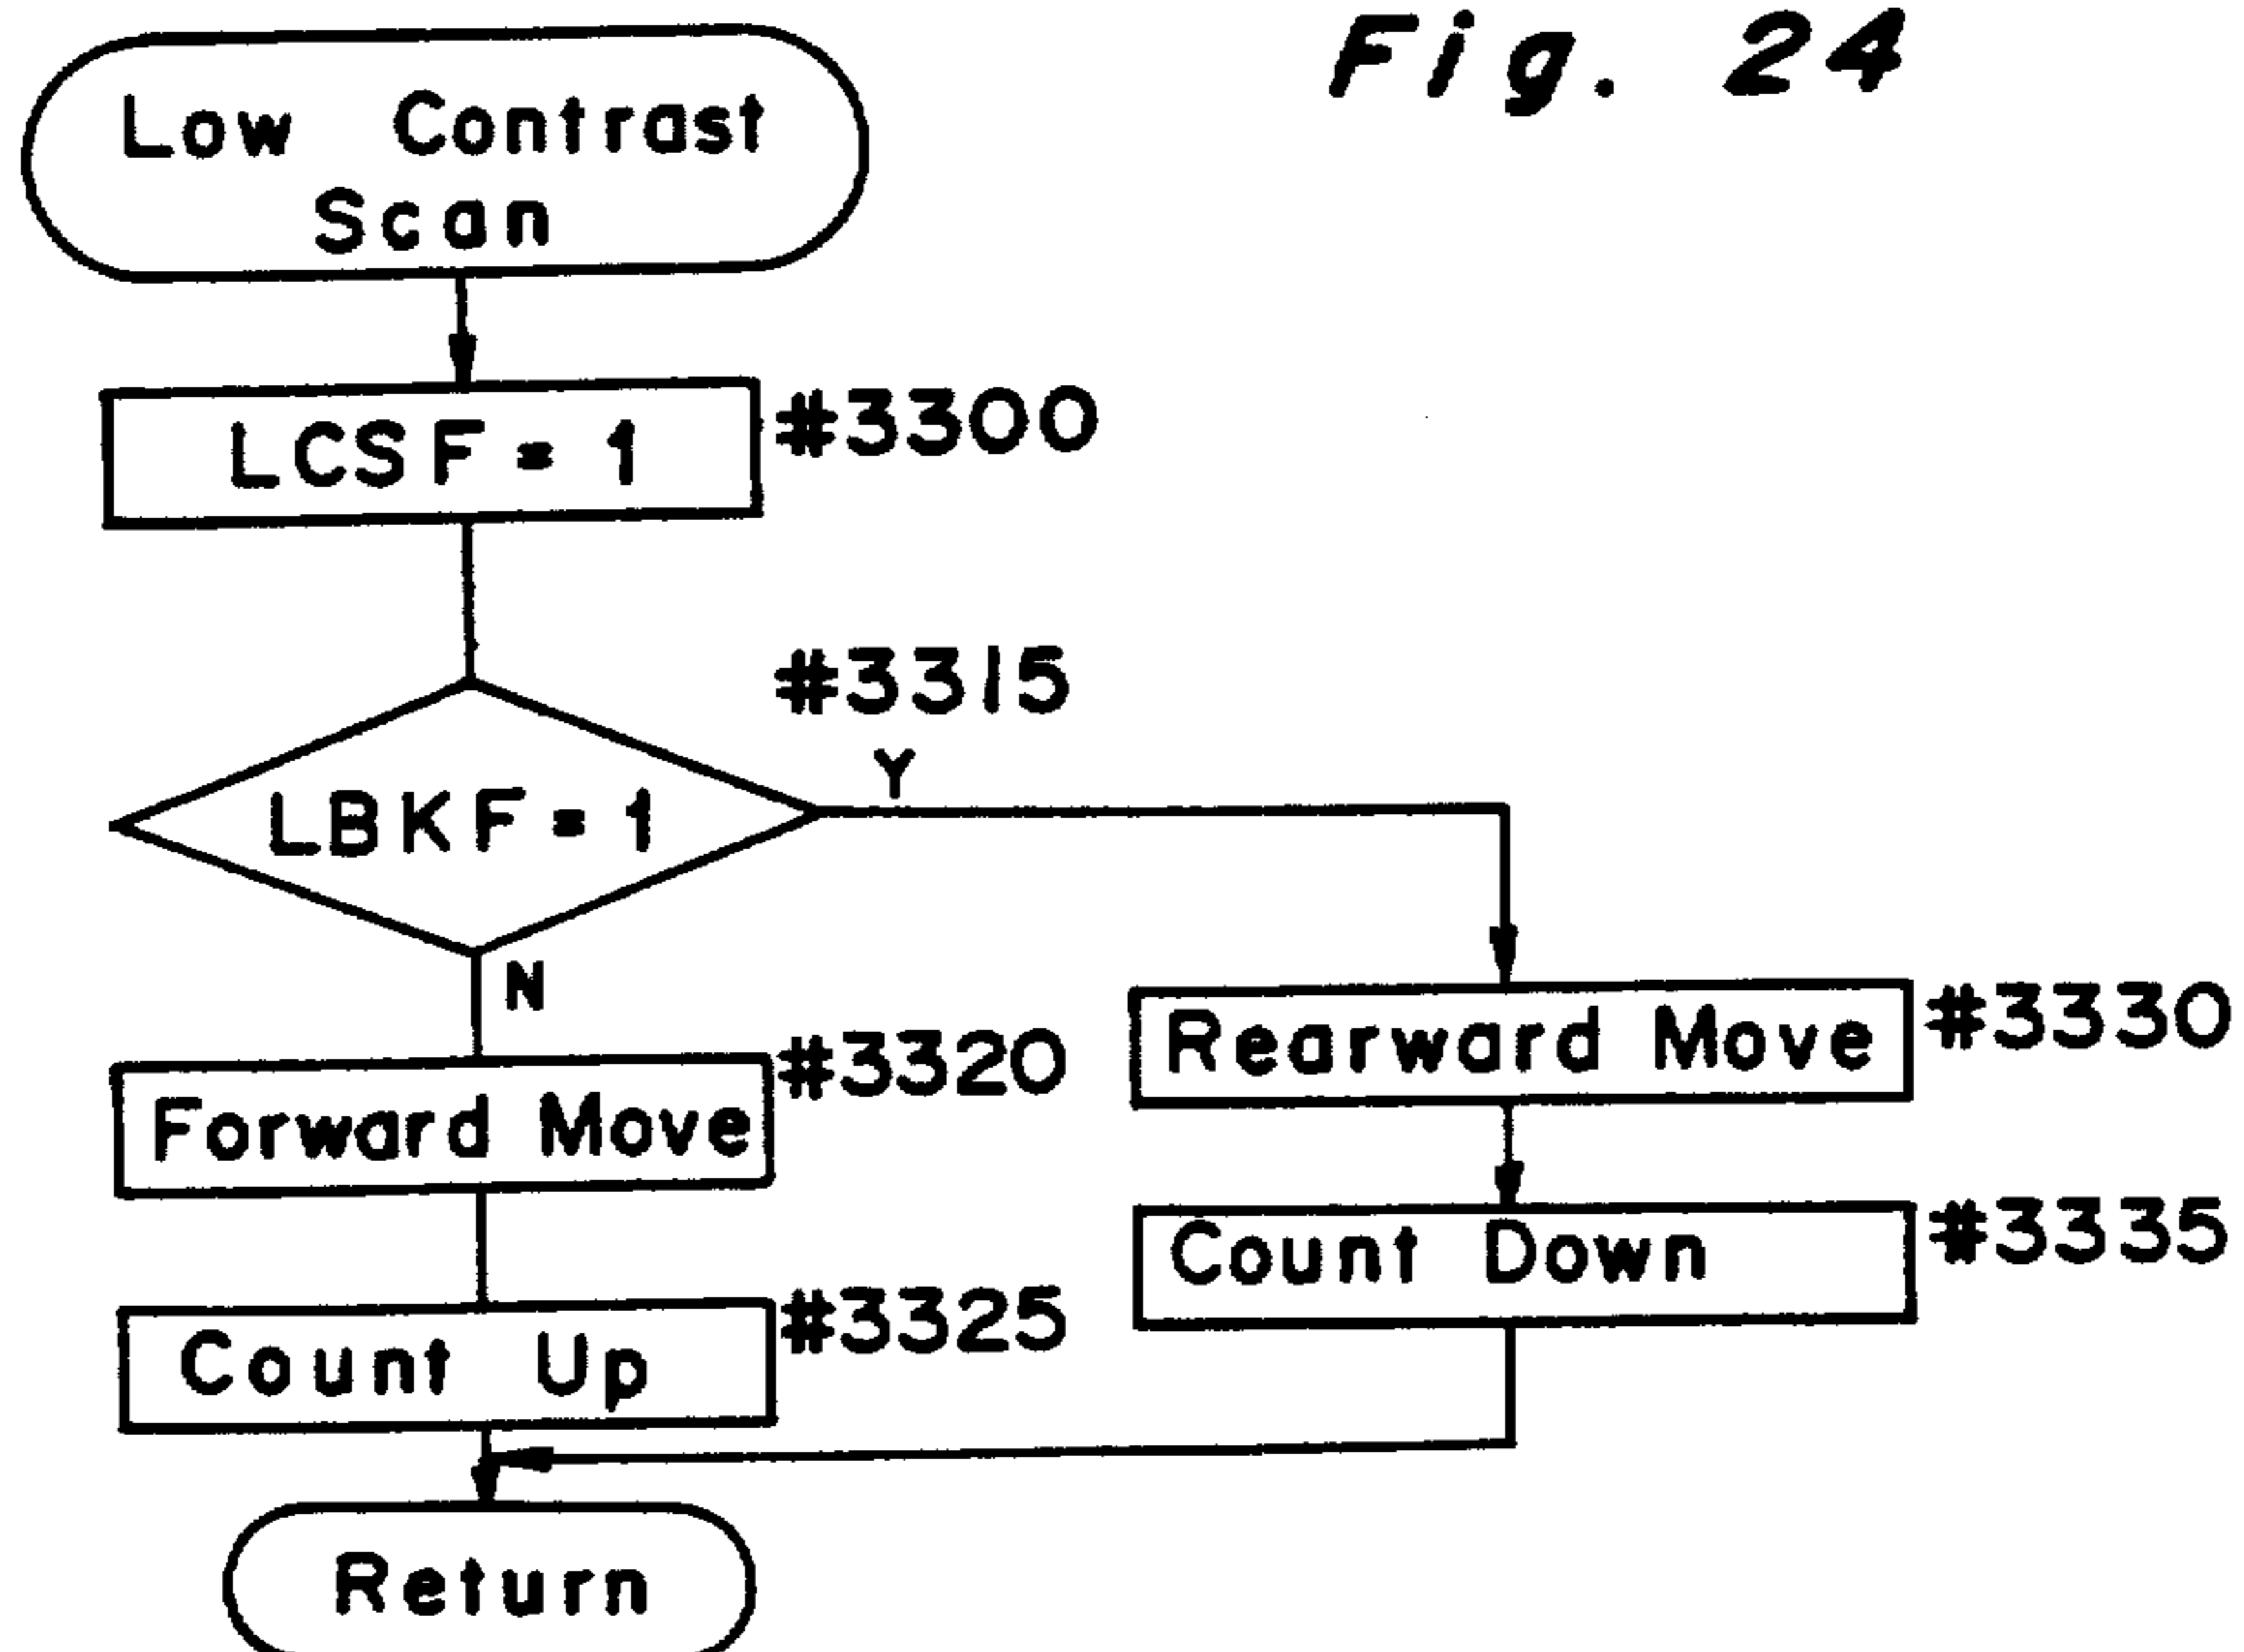 Fig. 24
Low Contrast
Scan
LCSF = 1
#3300
#3315
LBKF = 1
Y
N
Forward Move
#3320
Rearward Move
#3330
Count Up
#3325
Count Down
#3335
Return